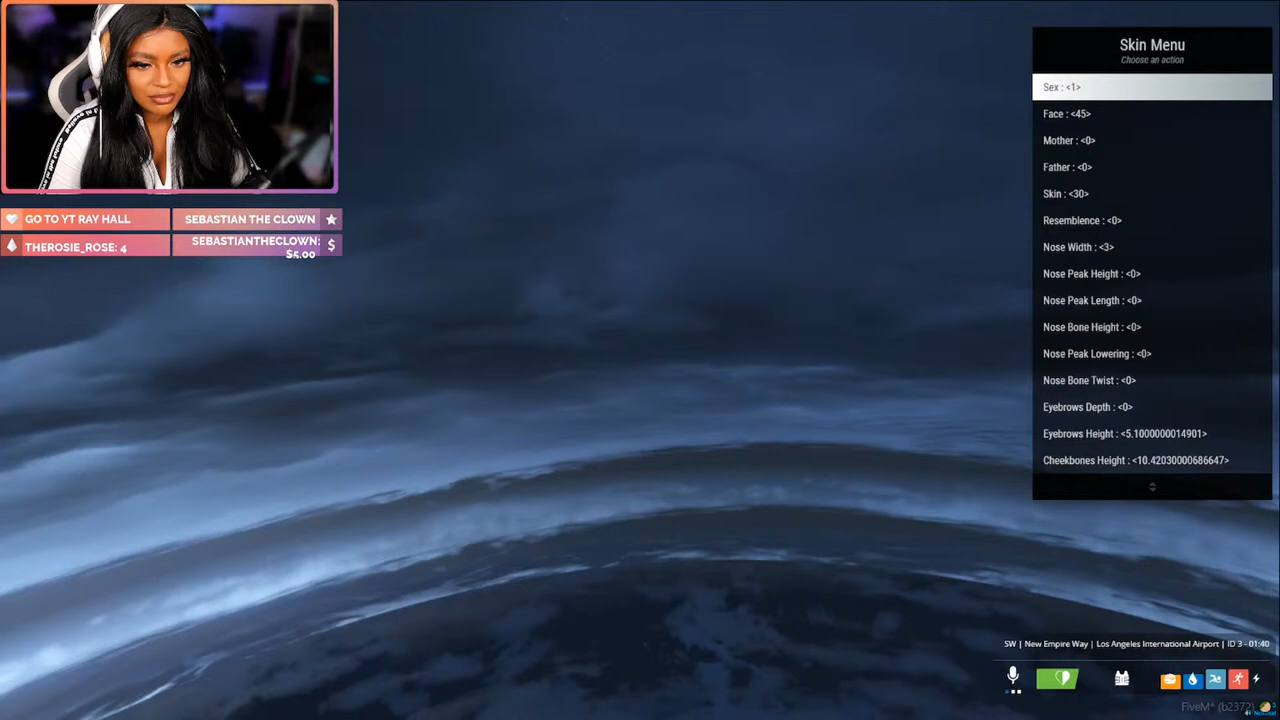 GO TO YT RAY HALL
SEBASTIAN THE CLOWN
THEROSIE_ROSE: 4
SEBASTIANTHECLOWN:
$5.00
Skin Menu
Choose an action
Sex : <1>
Face : <45>
Mother : <0>
Father : <0>
Skin : <30>
Resemblence : <0>
Nose Width : <3>
Nose Peak Height : <0>
Nose Peak Length : <0>
Nose Bone Height : <0>
Nose Peak Lowering : <0>
Nose Bone Twist : <0>
Eyebrows Depth : <0>
Eyebrows Height : <5.1000000014901>
Cheekbones Height : <10.42030000686647>
SW | New Empire Way | Los Angeles International Airport | ID 3 - 01:40
FiveM* (b2372)